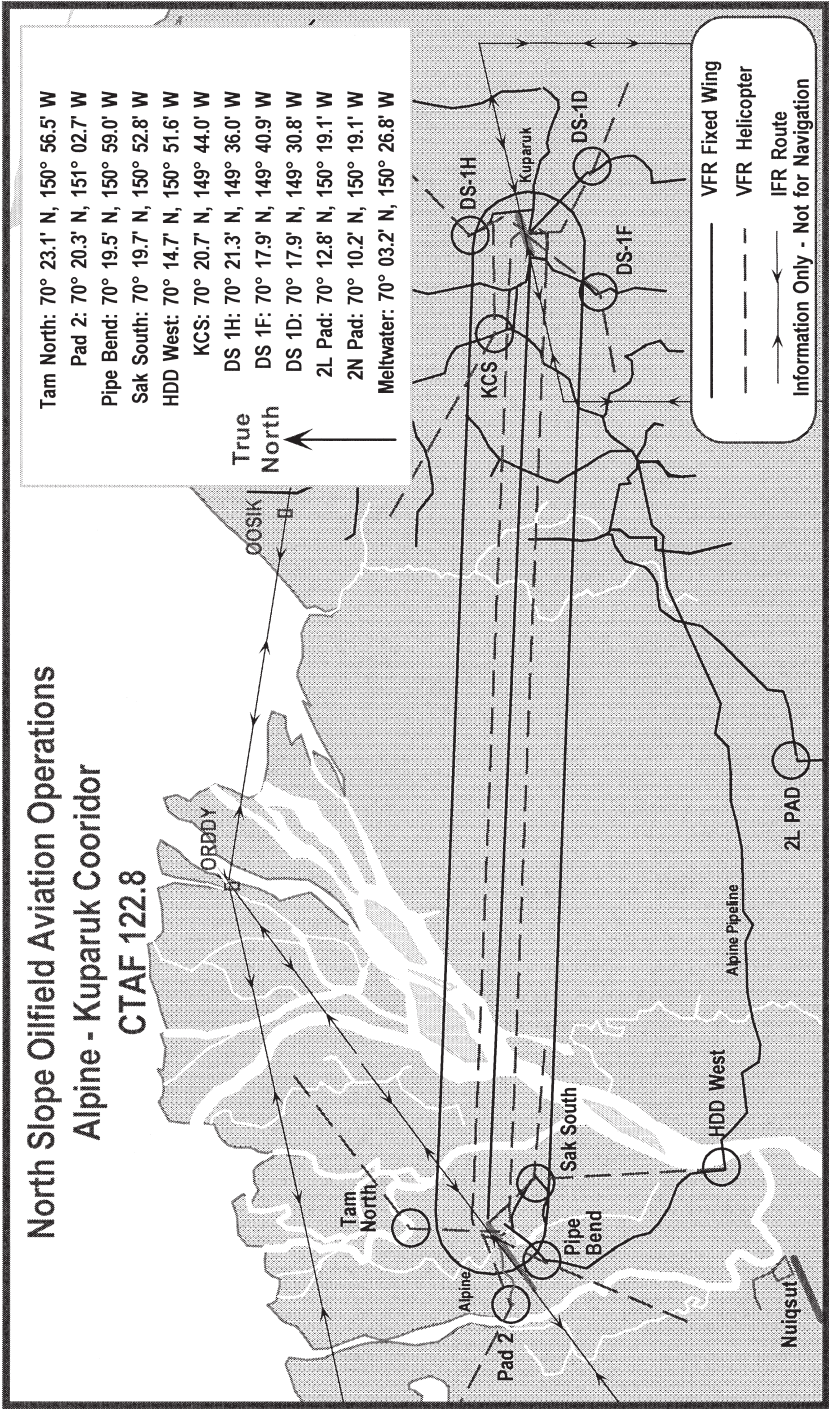 North Slope Oilfield Aviation Operations
Alpine - Kuparuk Cooridor
CTAF 122.8
Tam North: 70° 23.1' N, 150° 56.5' W
Pad 2: 70° 20.3' N, 151° 02.7' W
Pipe Bend: 70° 19.5' N, 150° 59.0' W
Sak South: 70° 19.7' N, 150° 52.8' W
HDD West: 70° 14.7' N, 150° 51.6' W
KCS: 70° 20.7' N, 149° 44.0' W
DS 1H: 70° 21.3' N, 149° 36.0' W
DS 1F: 70° 17.9' N, 149° 40.9' W
DS 1D: 70° 17.9' N, 149° 30.8' W
2L Pad: 70° 12.8' N, 150° 19.1' W
2N Pad: 70° 10.2' N, 150° 19.1' W
Meltwater: 70° 03.2' N, 150° 26.8' W
True
North
OOSIK
ORDDY
Tam
North
Alpine
Pad 2
Pipe
Bend
Sak South
HDD West
Nuiqsut
Alpine Pipeline
2L PAD
KCS
DS-1H
Kuparuk
DS-1D
DS-1F
VFR Fixed Wing
VFR Helicopter
IFR Route
Information Only - Not for Navigation